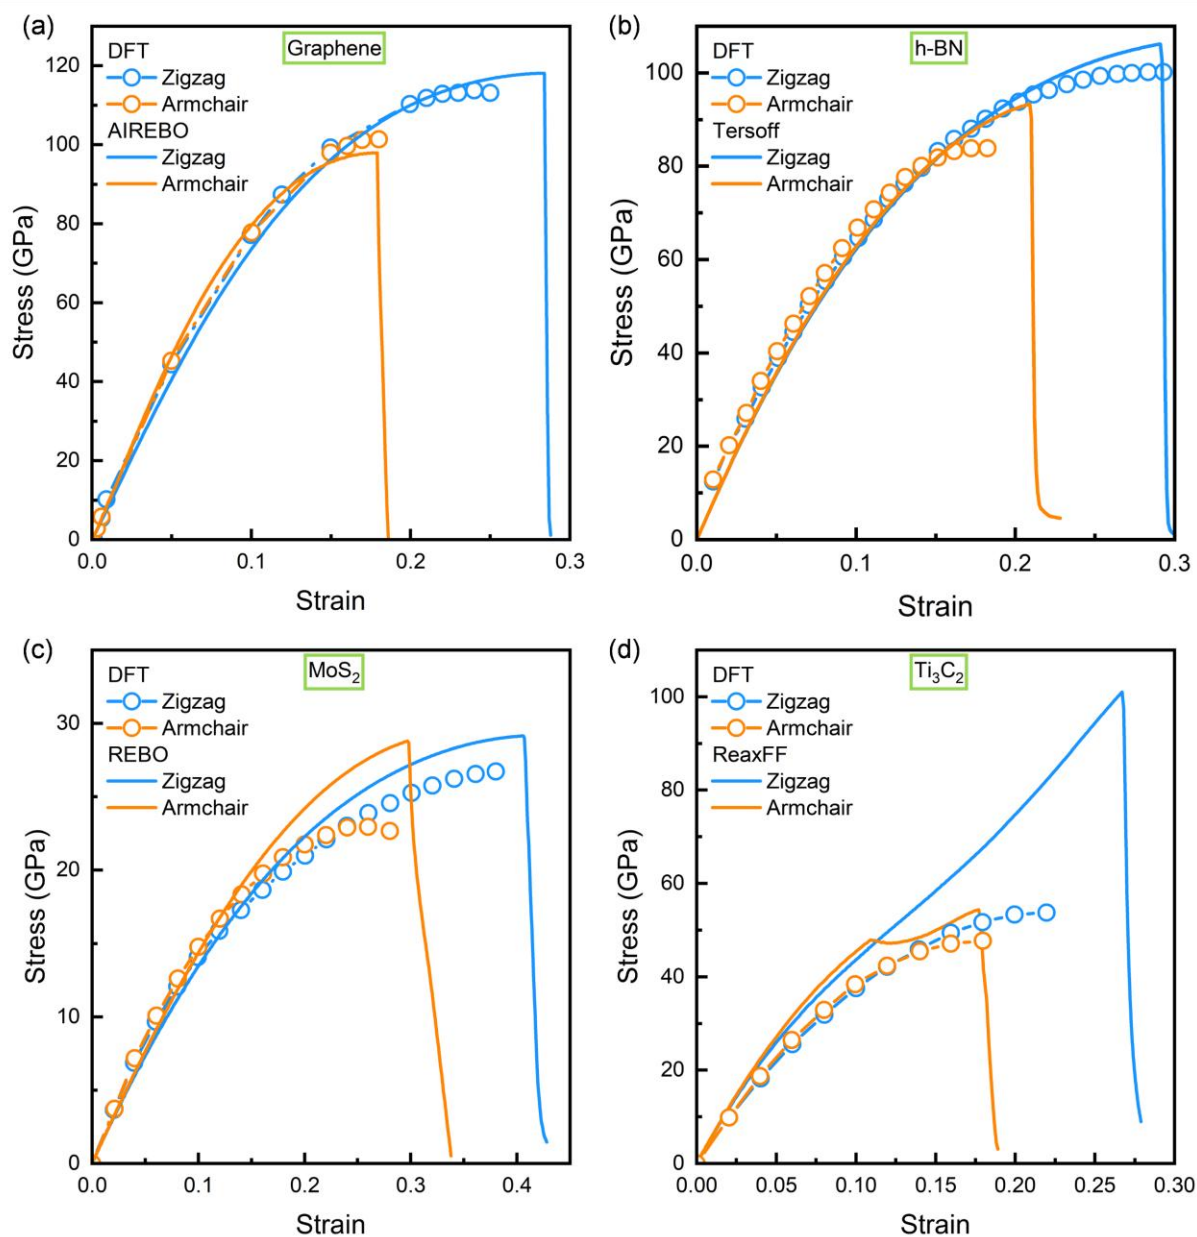 (a)
Graphene
DFT
Zigzag
Armchair
AIREBO
Zigzag
Armchair
Stress (GPa)
120
100
80
60
40
20
0
0.0 0.1 0.2 0.3
Strain
(b)
h-BN
DFT
Zigzag
Armchair
Tersoff
Zigzag
Armchair
Stress (GPa)
100
80
60
40
20
0
0.0 0.1 0.2 0.3
Strain
(c)
MoS₂
DFT
Zigzag
Armchair
REBO
Zigzag
Armchair
Stress (GPa)
30
20
10
0
0.0 0.1 0.2 0.3 0.4
Strain
(d)
Ti₃C₂
DFT
Zigzag
Armchair
ReaxFF
Zigzag
Armchair
Stress (GPa)
100
80
60
40
20
0
0.00 0.05 0.10 0.15 0.20 0.25 0.30
Strain